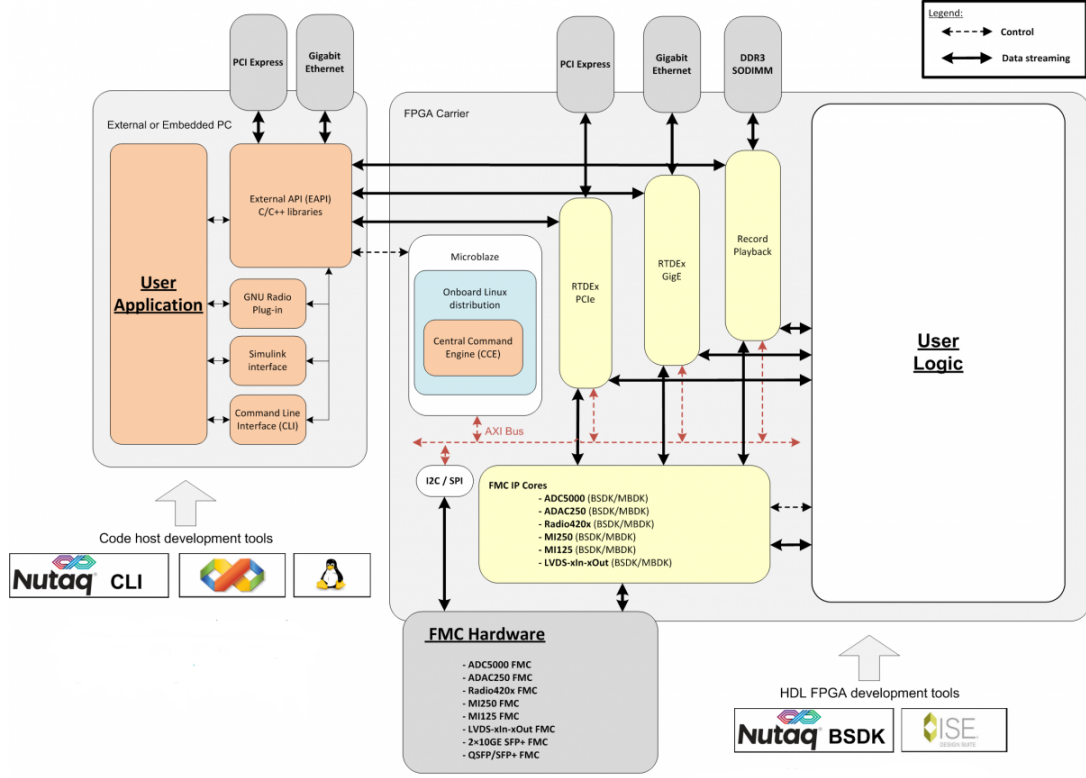 Legend:
Control
Data streaming
PCI Express
Gigabit
Ethernet
PCI Express
Gigabit
Ethernet
DDR3
SODIMM
External or Embedded PC
FPGA Carrier
External API (EAPI)
C/C++ libraries
User
Application
GNU Radio
Plug-in
Simulink
interface
Command Line
Interface (CLI)
Microblaze
Onboard Linux
distribution
Central Command
Engine (CCE)
RTDEx
PCIe
RTDEx
GigE
Record
Playback
User
Logic
AXI Bus
I2C / SPI
FMC IP Cores
- ADC5000 (BSDK/MBDK)
- ADAC250 (BSDK/MBDK)
- Radio420x (BSDK/MBDK)
- MI250 (BSDK/MBDK)
- MI125 (BSDK/MBDK)
- LVDS-xIn-xOut (BSDK/MBDK)
Code host development tools
Nutaq® CLI
FMC Hardware
- ADC5000 FMC
- ADAC250 FMC
- Radio420x FMC
- MI250 FMC
- MI125 FMC
- LVDS-xIn-xOut FMC
- 2×10GE SFP+ FMC
- QSFP/SFP+ FMC
HDL FPGA development tools
Nutaq® BSDK
ISE
DESIGN SUITE